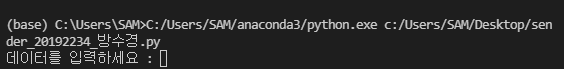 (base) C:\Users\SAM>C:/Users/SAM/anaconda3/python.exe c:/Users/SAM/Desktop/sen
der_20192234_방수경.py
데이터를 입력하세요 :